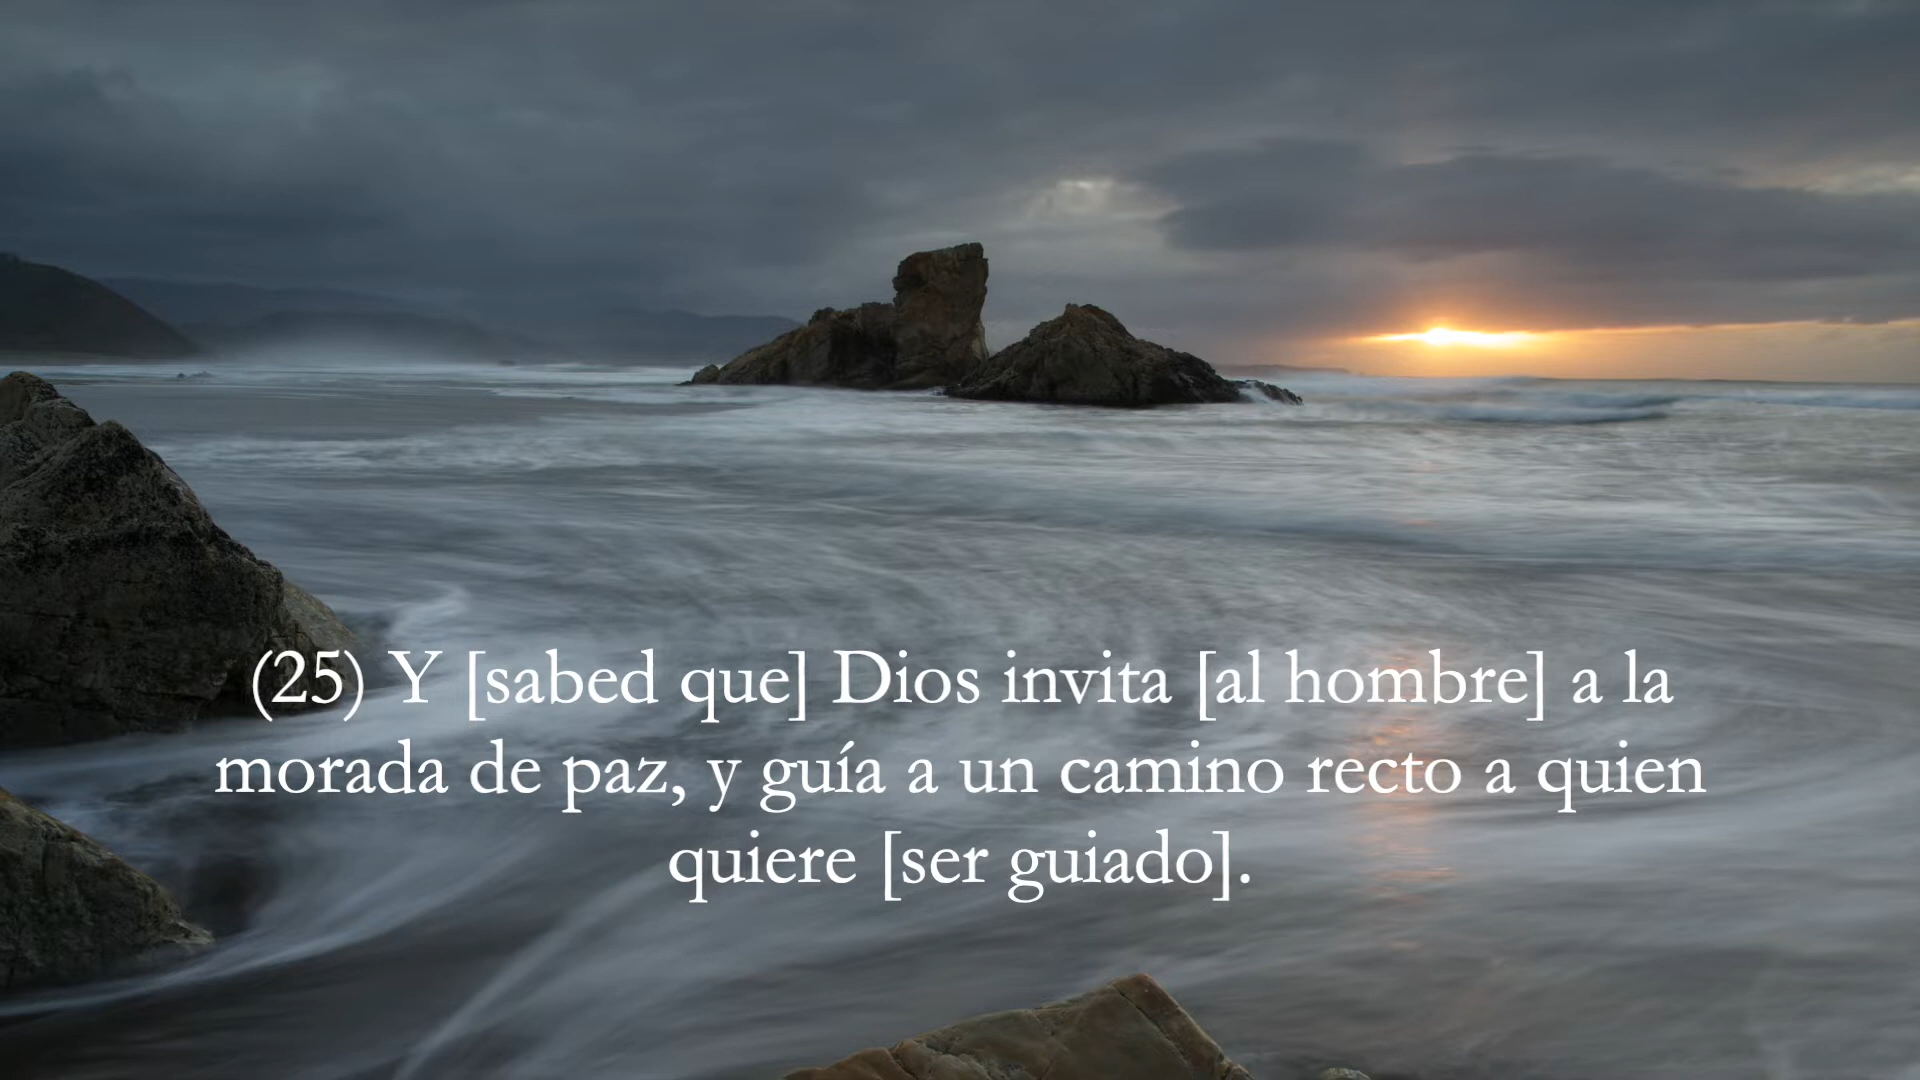 (25) Y [sabed que] Dios invita [al hombre] a la
morada de paz, y guía a un camino recto a quien
quiere [ser guiado].